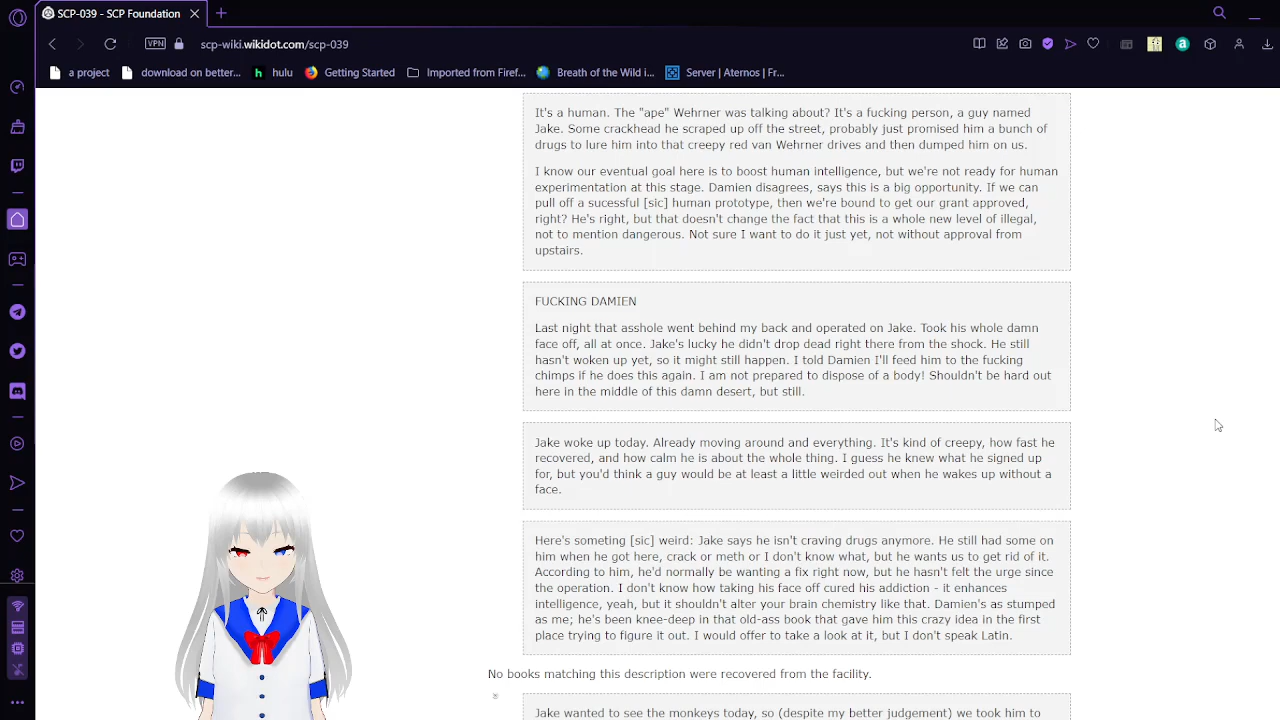 SCP-039 - SCP Foundation
VPN
scp-wiki.wikidot.com/scp-039
a project
download on better...
h
hulu
Getting Started
Imported from Firef...
Breath of the Wild i...
Server | Aternos | Fr...
a
It's a human. The "ape" Wehrner was talking about? It's a fucking person, a guy named
Jake. Some crackhead he scraped up off the street, probably just promised him a bunch of
drugs to lure him into that creepy red van Wehrner drives and then dumped him on us.
I know our eventual goal here is to boost human intelligence, but we're not ready for human
experimentation at this stage. Damien disagrees, says this is a big opportunity. If we can
pull off a sucessful [sic] human prototype, then we're bound to get our grant approved,
right? He's right, but that doesn't change the fact that this is a whole new level of illegal,
not to mention dangerous. Not sure I want to do it just yet, not without approval from
upstairs.
FUCKING DAMIEN
Last night that asshole went behind my back and operated on Jake. Took his whole damn
face off, all at once. Jake's lucky he didn't drop dead right there from the shock. He still
hasn't woken up yet, so it might still happen. I told Damien I'll feed him to the fucking
chimps if he does this again. I am not prepared to dispose of a body! Shouldn't be hard out
here in the middle of this damn desert, but still.
Jake woke up today. Already moving around and everything. It's kind of creepy, how fast he
recovered, and how calm he is about the whole thing. I guess he knew what he signed up
for, but you'd think a guy would be at least a little weirded out when he wakes up without a
face.
Here's someting [sic] weird: Jake says he isn't craving drugs anymore. He still had some on
him when he got here, crack or meth or I don't know what, but he wants us to get rid of it.
According to him, he'd normally be wanting a fix right now, but he hasn't felt the urge since
the operation. I don't know how taking his face off cured his addiction - it enhances
intelligence, yeah, but it shouldn't alter your brain chemistry like that. Damien's as stumped
as me; he's been knee-deep in that old-ass book that gave him this crazy idea in the first
place trying to figure it out. I would offer to take a look at it, but I don't speak Latin.
No books matching this description were recovered from the facility.
Jake wanted to see the monkeys today, so (despite my better judgement) we took him to